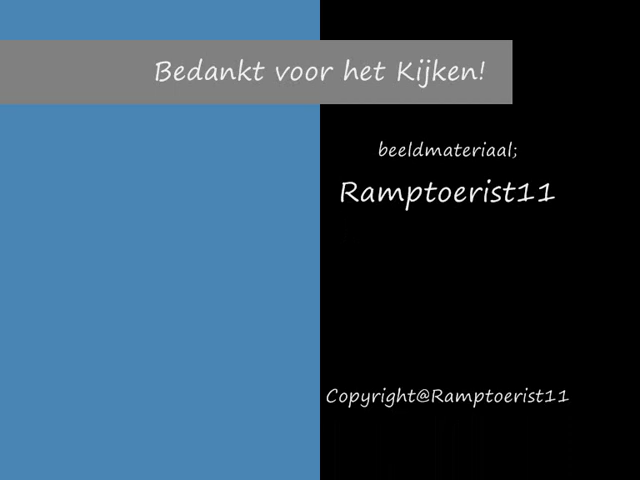 Bedankt voor het Kijken!
beeldmateriaal;
Ramptoerist11
Copyright@Ramptoerist11